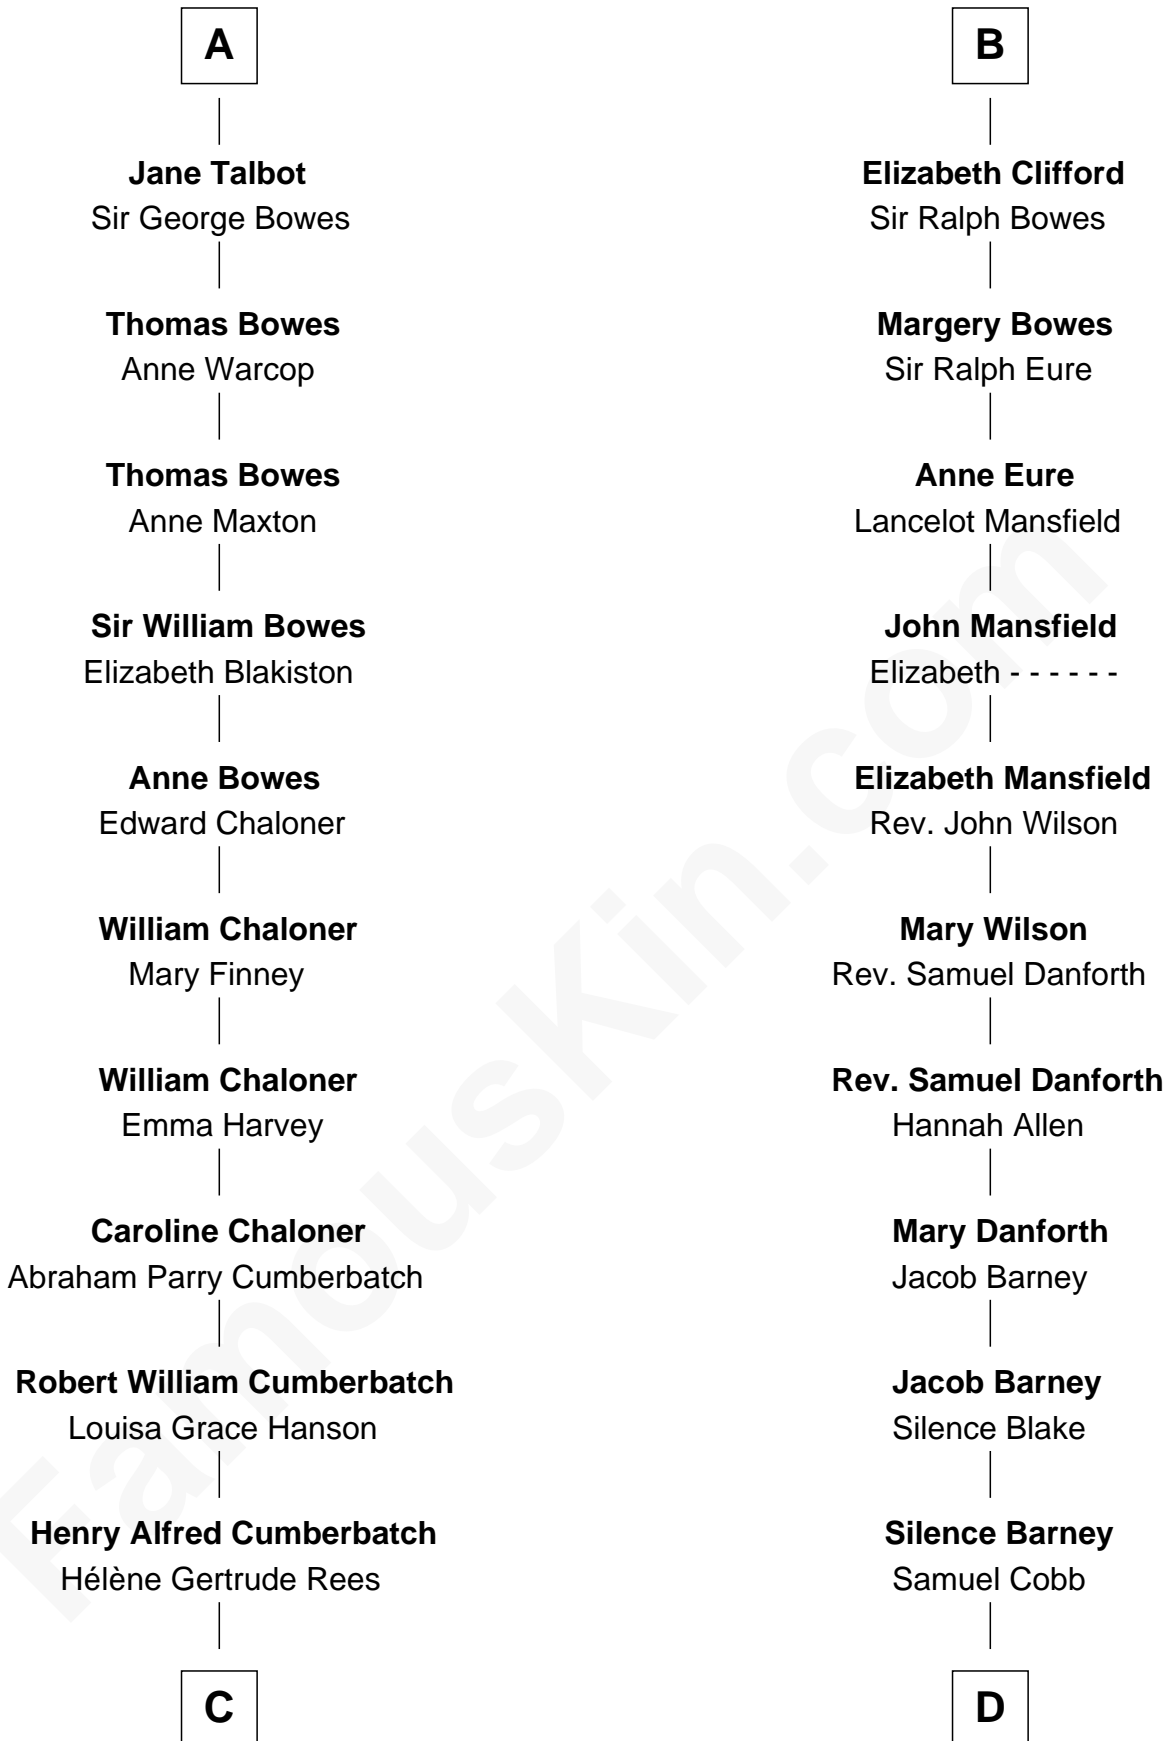 A
Jane Talbot
Sir George Bowes
Thomas Bowes
Anne Warcop
Thomas Bowes
Anne Maxton
Sir William Bowes
Elizabeth Blakiston
Anne Bowes
Edward Chaloner
William Chaloner
Mary Finney
William Chaloner
Emma Harvey
Caroline Chaloner
Abraham Parry Cumberbatch
Robert William Cumberbatch
Louisa Grace Hanson
Henry Alfred Cumberbatch
Hélène Gertrude Rees
C
B
Elizabeth Clifford
Sir Ralph Bowes
Margery Bowes
Sir Ralph Eure
Anne Eure
Lancelot Mansfield
John Mansfield
Elizabeth - - - - - -
Elizabeth Mansfield
Rev. John Wilson
Mary Wilson
Rev. Samuel Danforth
Rev. Samuel Danforth
Hannah Allen
Mary Danforth
Jacob Barney
Jacob Barney
Silence Blake
Silence Barney
Samuel Cobb
D
FamousKin.com